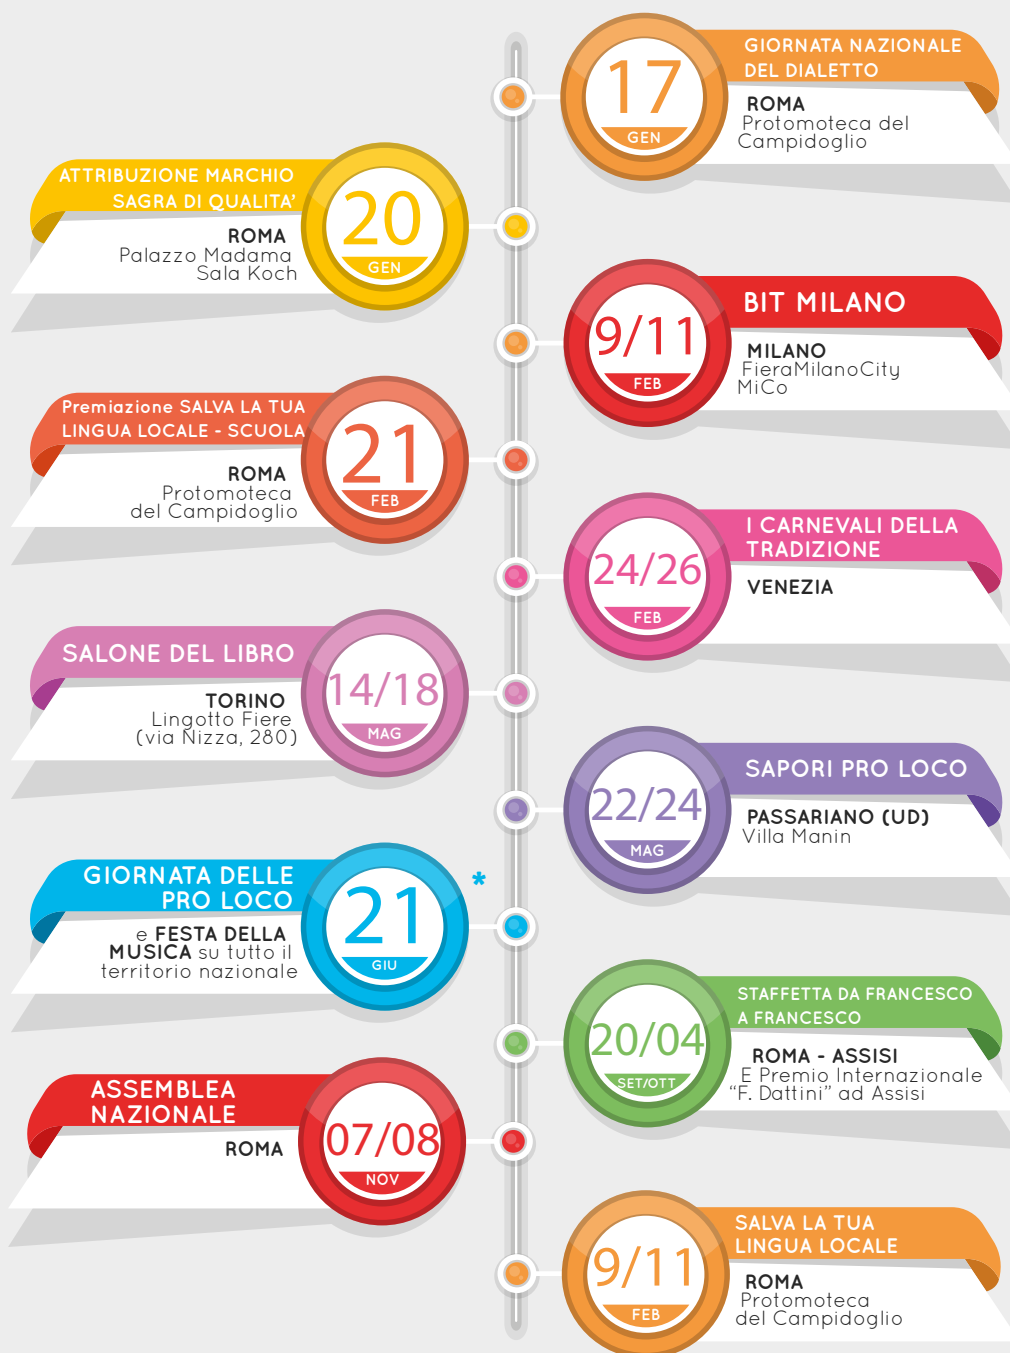 17
GEN
GIORNATA NAZIONALE
DEL DIALETTO
ROMA
Protomoteca del
Campidoglio
ATTRIBUZIONE MARCHIO
SAGRA DI QUALITA'
ROMA
Palazzo Madama
Sala Koch
20
GEN
9/11
FEB
BIT MILANO
MILANO
FieraMilanoCity
MiCo
Premiazione SALVA LA TUA
LINGUA LOCALE - SCUOLA
ROMA
Protomoteca
del Campidoglio
21
FEB
24/26
FEB
I CARNEVALI DELLA
TRADIZIONE
VENEZIA
SALONE DEL LIBRO
TORINO
Lingotto Fiere
(via Nizza, 280)
14/18
MAG
22/24
MAG
SAPORI PRO LOCO
PASSARIANO (UD)
Villa Manin
GIORNATA DELLE
PRO LOCO
e FESTA DELLA
MUSICA su tutto il
territorio nazionale
21
GIU
*
20/04
SET/OTT
STAFFETTA DA FRANCESCO
A FRANCESCO
ROMA - ASSISI
E Premio Internazionale
“F. Dattini” ad Assisi
ASSEMBLEA
NAZIONALE
ROMA
07/08
NOV
9/11
FEB
SALVA LA TUA
LINGUA LOCALE
ROMA
Protomoteca
del Campidoglio